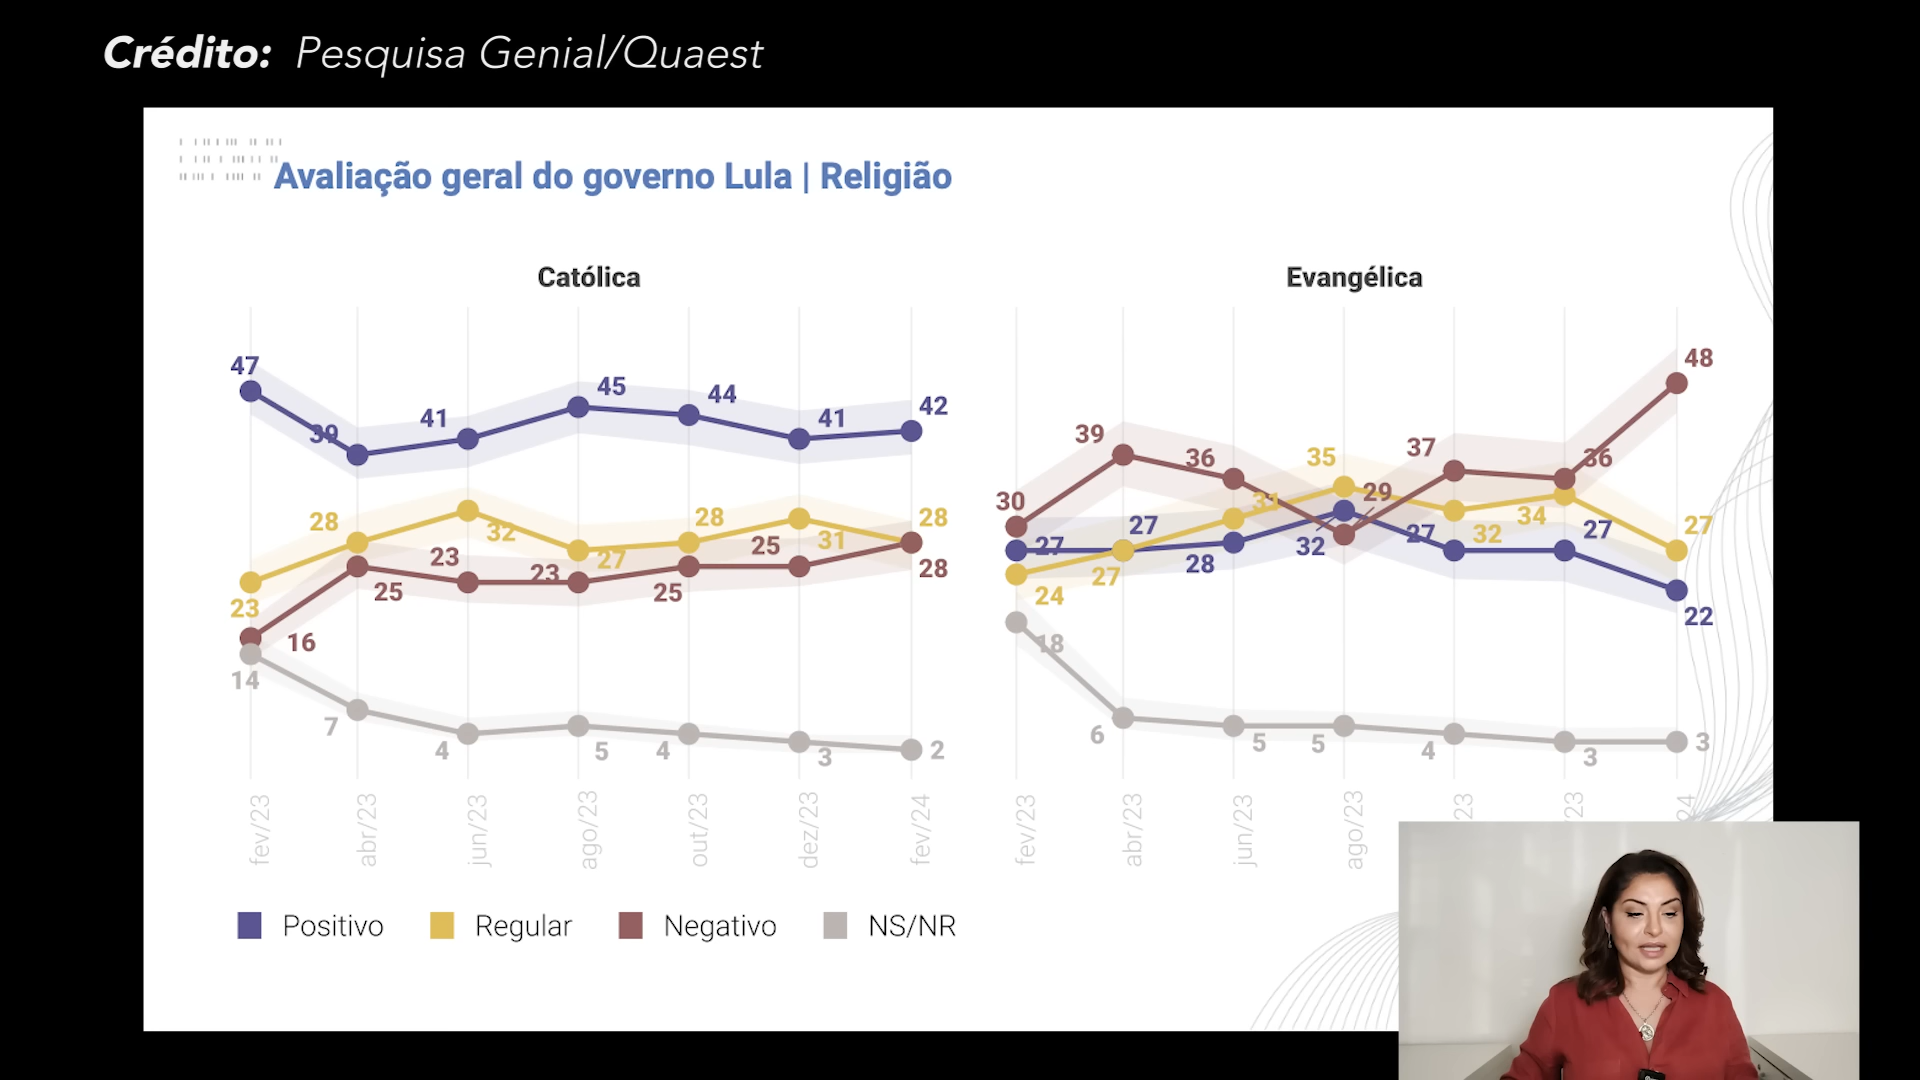 Crédito: Pesquisa Genial/Quaest
Avaliação geral do governo Lula | Religião
Católica
47 39 41 45 44 41 42
28 32 27 28 31 28
23
16 25 23 23 25 25 28
14 7 4 5 4 3 2
fev/23 abr/23 jun/23 ago/23 out/23 dez/23 fev/24
Evangélica
30 39 36 29 37 36 48
27 27 28 32 27 27 22
24 27 31 35 32 34 27
18 6 5 5 4 3 3
fev/23 abr/23 jun/23 ago/23 23 23 24
Positivo Regular Negativo NS/NR